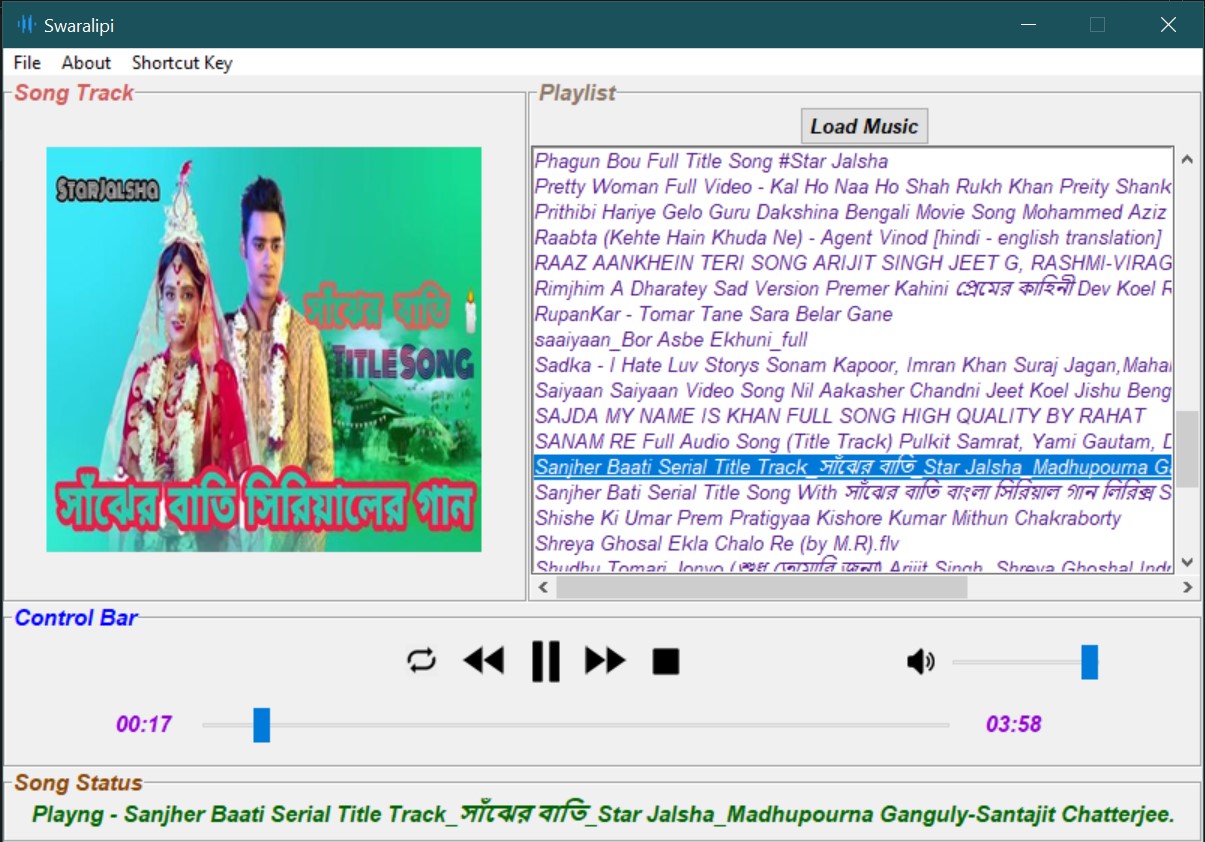 Swaralipi
File About Shortcut Key
Song Track
StarJalsha
সাঁঝের বাতি
TITLE SONG
সাঁঝের বাতি সিরিয়ালের গান
Playlist
Load Music
Phagun Bou Full Title Song #Star Jalsha
Pretty Woman Full Video - Kal Ho Naa Ho Shah Rukh Khan Preity Shank
Prithibi Hariye Gelo Guru Dakshina Bengali Movie Song Mohammed Aziz
Raabta (Kehte Hain Khuda Ne) - Agent Vinod [hindi - english translation]
RAAZ AANKHEIN TERI SONG ARIJIT SINGH JEET G, RASHMI-VIRAG
Rimjhim A Dharatey Sad Version Premer Kahini প্রেমের কাহিনী Dev Koel R
RupanKar - Tomar Tane Sara Belar Gane
saaiyaan_Bor Asbe Ekhuni_full
Sadka - I Hate Luv Storys Sonam Kapoor, Imran Khan Suraj Jagan,Mahal
Saiyaan Saiyaan Video Song Nil Aakasher Chandni Jeet Koel Jishu Beng
SAJDA MY NAME IS KHAN FULL SONG HIGH QUALITY BY RAHAT
SANAM RE Full Audio Song (Title Track) Pulkit Samrat, Yami Gautam, D
Sanjher Baati Serial Title Track_সাঁঝের বাতি_Star Jalsha_Madhupourna Ga
Sanjher Bati Serial Title Song With সাঁঝের বাতি বাংলা সিরিয়াল গান লিরিক্স S
Shishe Ki Umar Prem Pratigyaa Kishore Kumar Mithun Chakraborty
Shreya Ghosal Ekla Chalo Re (by M.R).flv
Shudhu Tomari Jonyo (শুধু তোমারি জন্য) Arijit Singh, Shreya Ghoshal Indr
Control Bar
00:17
03:58
Song Status
Playng - Sanjher Baati Serial Title Track_সাঁঝের বাতি_Star Jalsha_Madhupourna Ganguly-Santajit Chatterjee.